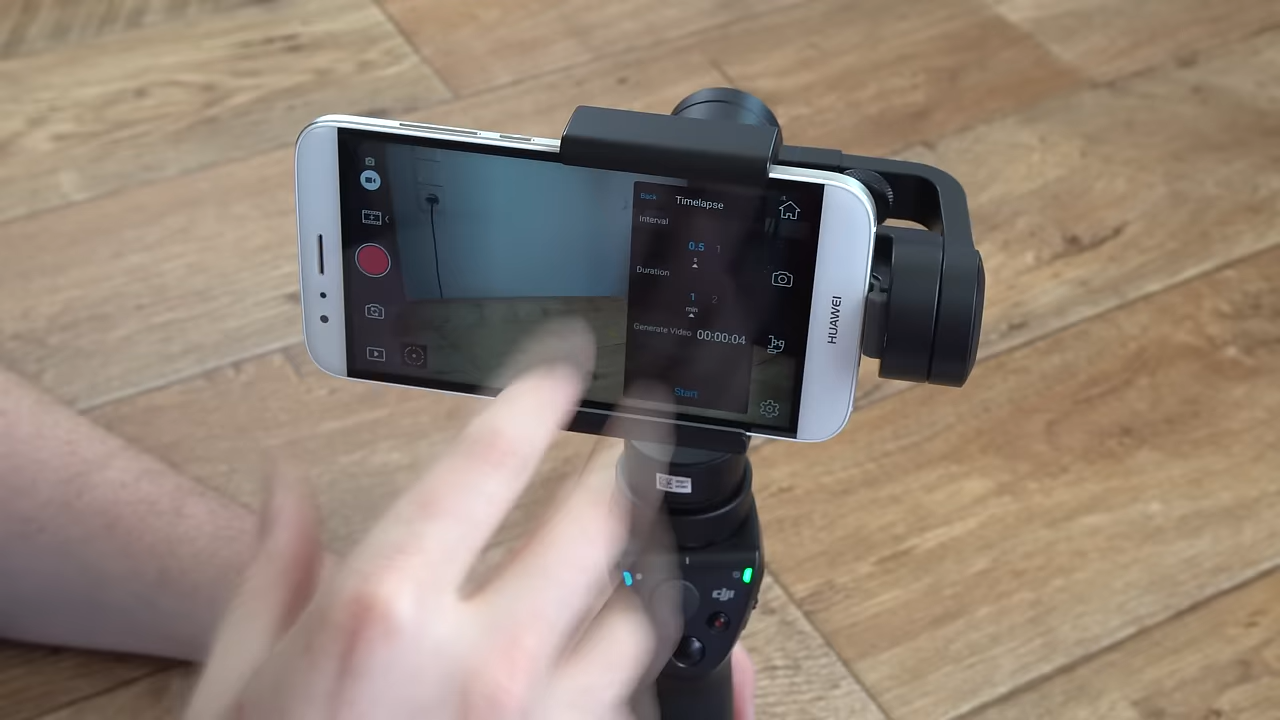 Back Timelapse
Interval
0.5 1
s
Duration
1 2
min
Generate Video 00:00:04
Start
HUAWEI
dji